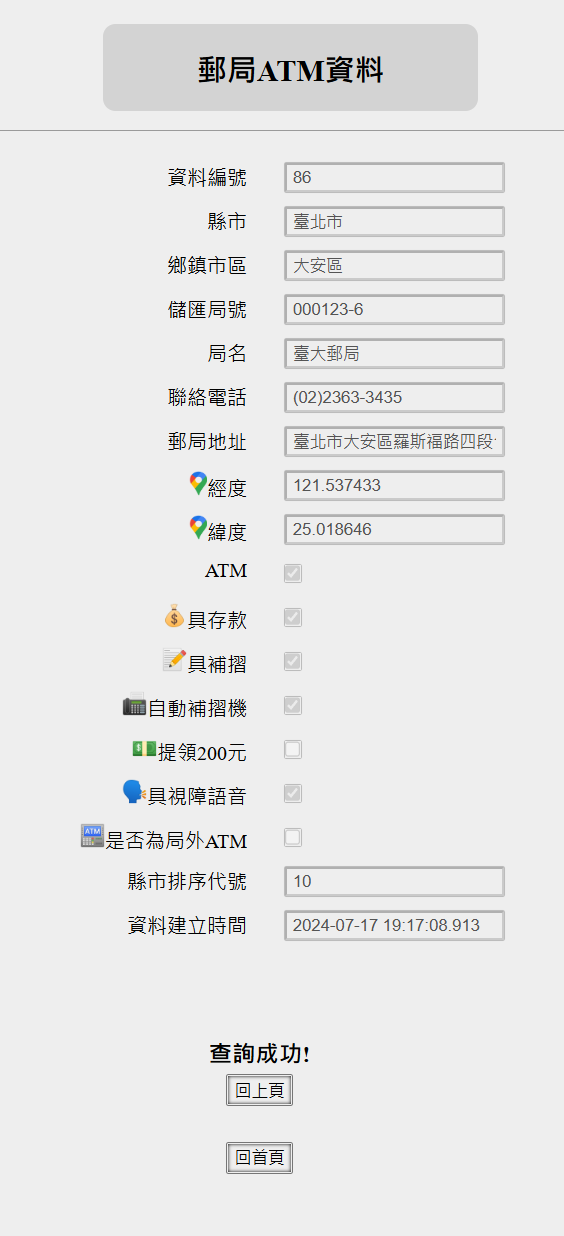 郵局ATM資料
資料編號 86
縣市 臺北市
鄉鎮市區 大安區
儲匯局號 000123-6
局名 臺大郵局
聯絡電話 (02)2363-3435
郵局地址 臺北市大安區羅斯福路四段
經度 121.537433
緯度 25.018646
ATM
具存款
具補摺
自動補摺機
提領200元
具視障語音
ATM 是否為局外ATM
縣市排序代號 10
資料建立時間 2024-07-17 19:17:08.913
查詢成功!
回上頁
回首頁